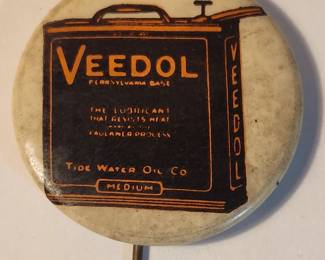 VEEDOL
PENNSYLVANIA BASE
THE LUBRICANT
THAT RESISTS HEAT
FAULKNER PROCESS
TIDE WATER OIL CO
MEDIUM
VEEDOL